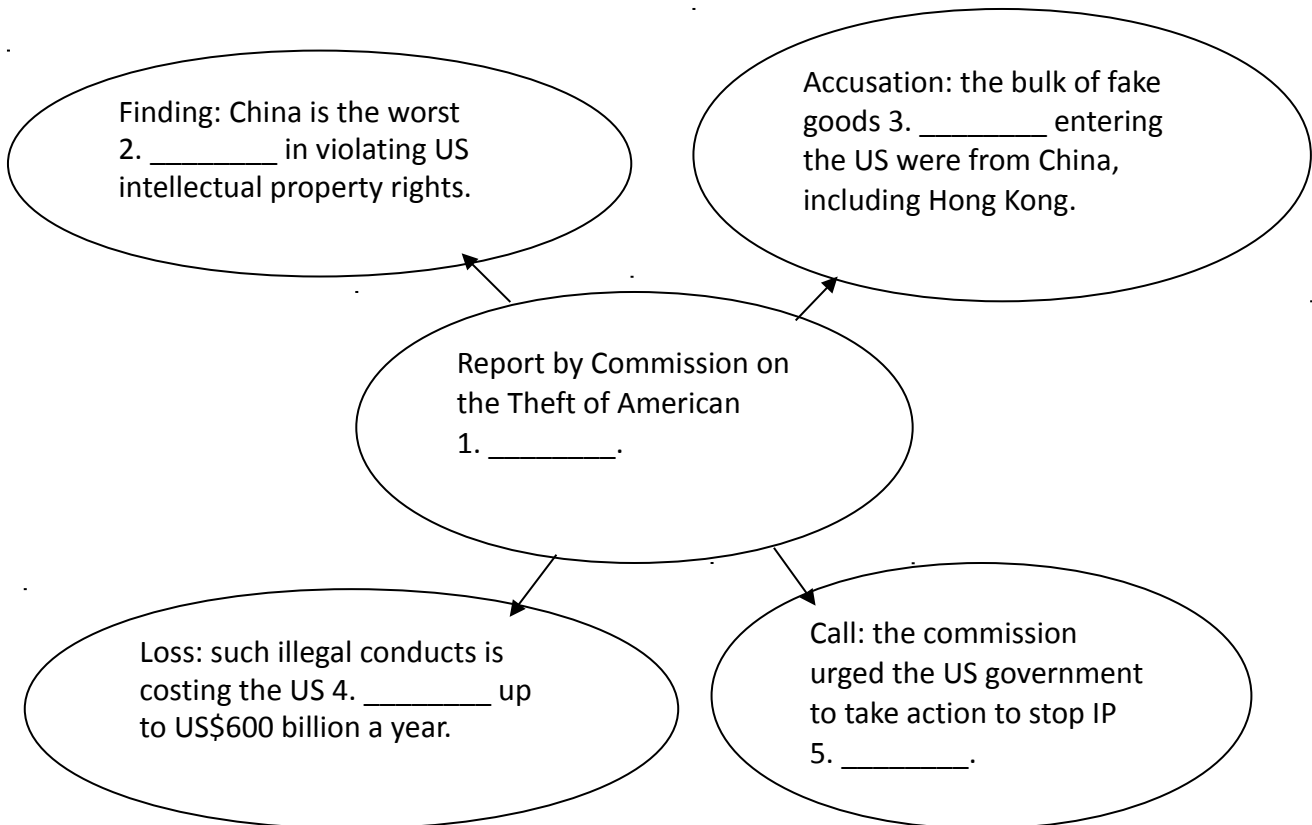 Finding: China is the worst
2. ________ in violating US
intellectual property rights.
Accusation: the bulk of fake
goods 3. ________ entering
the US were from China,
including Hong Kong.
Report by Commission on
the Theft of American
1. ________.
Loss: such illegal conducts is
costing the US 4. ________ up
to US$600 billion a year.
Call: the commission
urged the US government
to take action to stop IP
5. ________.